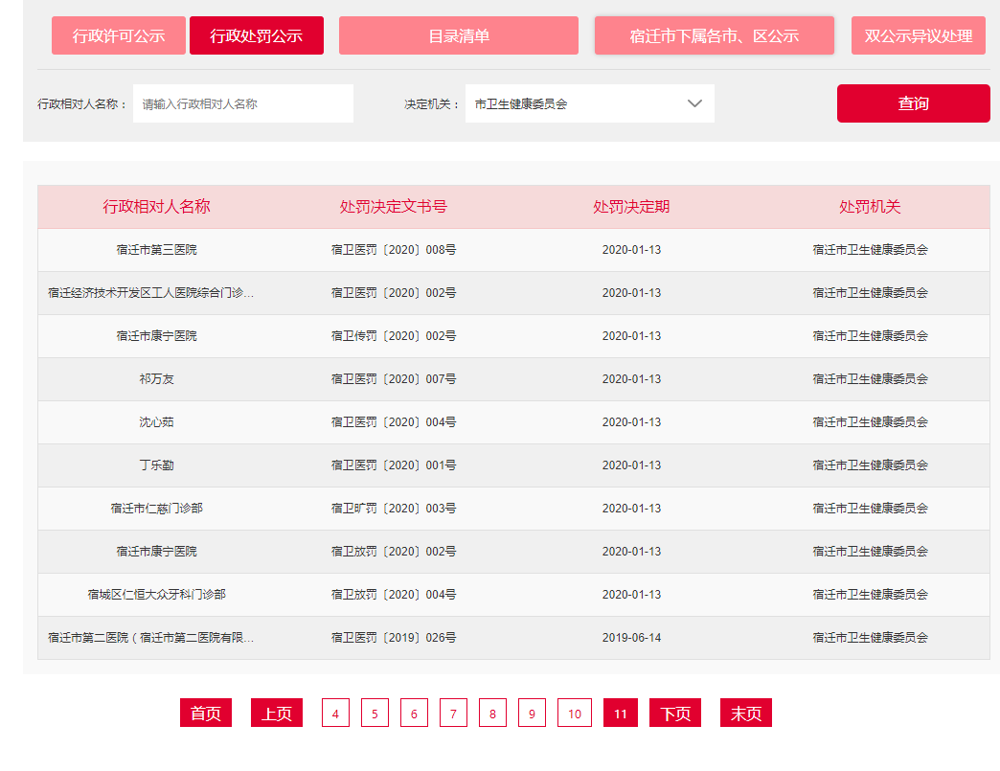 行政许可公示 行政处罚公示 目录清单 宿迁市下属各市、区公示 双公示异议处理
行政相对人名称： 请输入行政相对人名称 决定机关： 市卫生健康委员会 查询
行政相对人名称 处罚决定文书号 处罚决定期 处罚机关
宿迁市第三医院 宿卫医罚〔2020〕008号 2020-01-13 宿迁市卫生健康委员会
宿迁经济技术开发区工人医院综合门诊... 宿卫医罚〔2020〕002号 2020-01-13 宿迁市卫生健康委员会
宿迁市康宁医院 宿卫传罚〔2020〕002号 2020-01-13 宿迁市卫生健康委员会
祁万友 宿卫医罚〔2020〕007号 2020-01-13 宿迁市卫生健康委员会
沈心茹 宿卫医罚〔2020〕004号 2020-01-13 宿迁市卫生健康委员会
丁乐勤 宿卫医罚〔2020〕001号 2020-01-13 宿迁市卫生健康委员会
宿迁市仁慈门诊部 宿卫旷罚〔2020〕003号 2020-01-13 宿迁市卫生健康委员会
宿迁市康宁医院 宿卫放罚〔2020〕002号 2020-01-13 宿迁市卫生健康委员会
宿城区仁恒大众牙科门诊部 宿卫放罚〔2020〕004号 2020-01-13 宿迁市卫生健康委员会
宿迁市第二医院（宿迁市第二医院有限... 宿卫医罚〔2019〕026号 2019-06-14 宿迁市卫生健康委员会
首页 上页 4 5 6 7 8 9 10 11 下页 末页